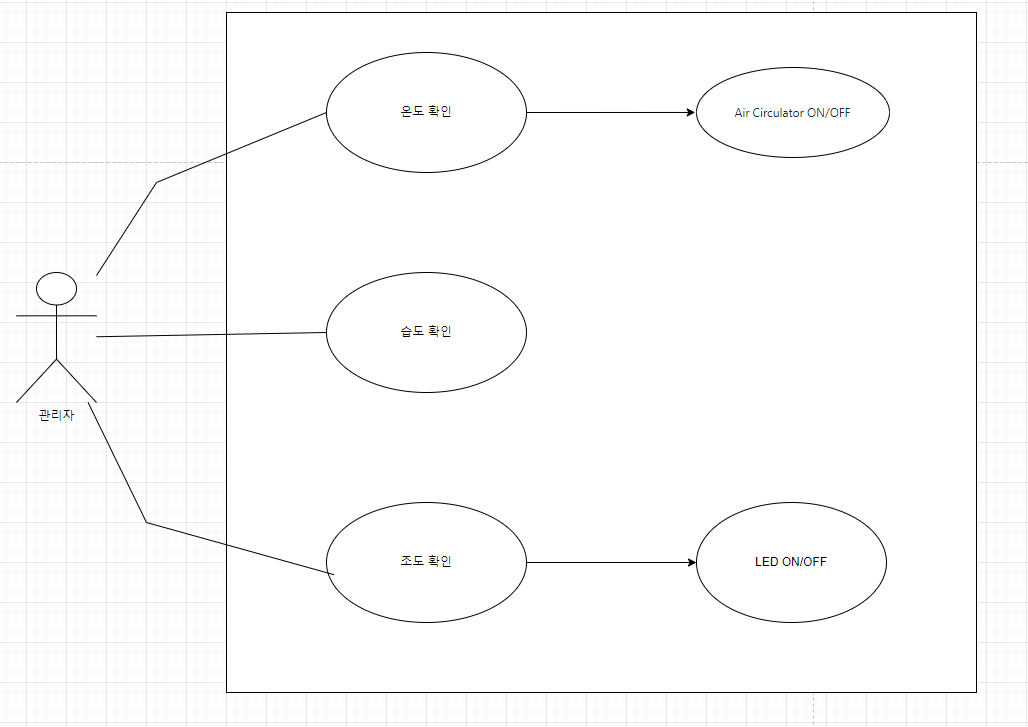 온도 확인
Air Circulator ON/OFF
습도 확인
관리자
조도 확인
LED ON/OFF